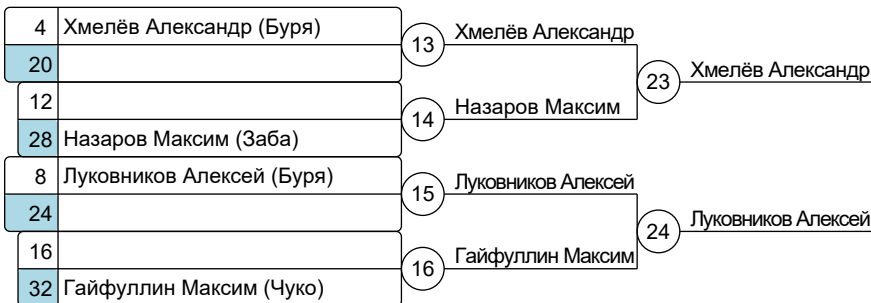 4 Хмелёв Александр (Буря)
20
13 Хмелёв Александр
23 Хмелёв Александр
12
28 Назаров Максим (Заба)
14 Назаров Максим
8 Луковников Алексей (Буря)
24
15 Луковников Алексей
24 Луковников Алексей
16
32 Гайфуллин Максим (Чуко)
16 Гайфуллин Максим